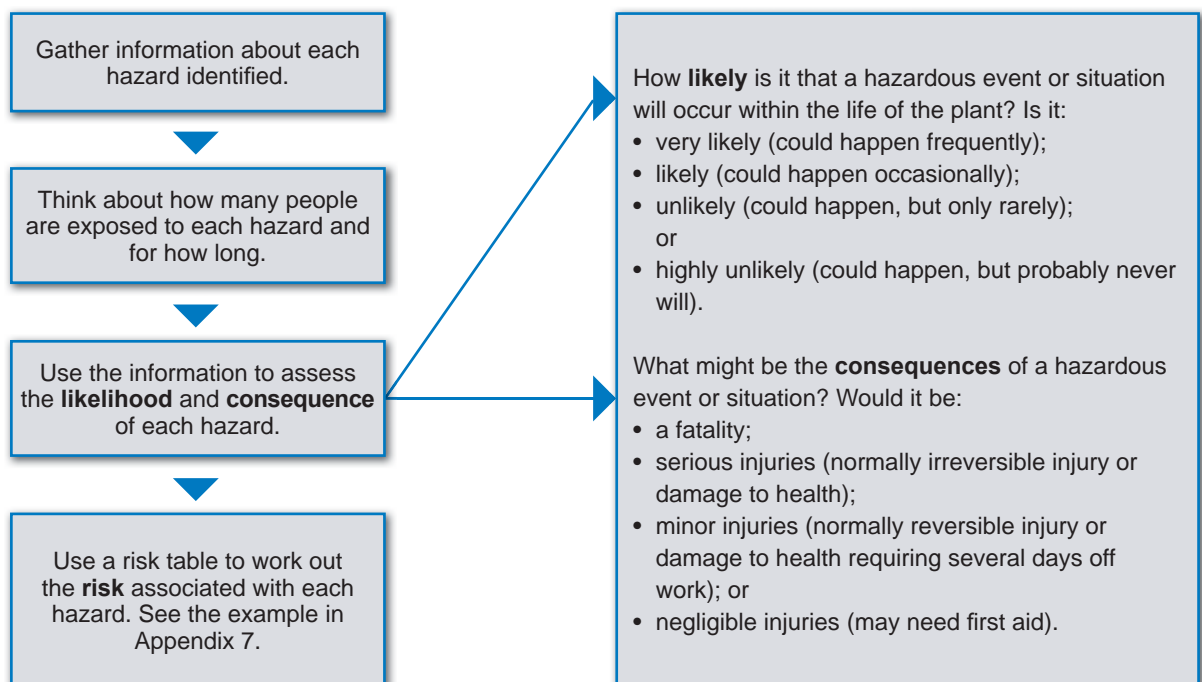 Gather information about each
hazard identified.
Think about how many people
are exposed to each hazard and
for how long.
Use the information to assess
the likelihood and consequence
of each hazard.
Use a risk table to work out
the risk associated with each
hazard. See the example in
Appendix 7.
How likely is it that a hazardous event or situation
will occur within the life of the plant? Is it:
• very likely (could happen frequently);
• likely (could happen occasionally);
• unlikely (could happen, but only rarely);
or
• highly unlikely (could happen, but probably never
will).
What might be the consequences of a hazardous
event or situation? Would it be:
• a fatality;
• serious injuries (normally irreversible injury or
damage to health);
• minor injuries (normally reversible injury or
damage to health requiring several days off
work); or
• negligible injuries (may need first aid).